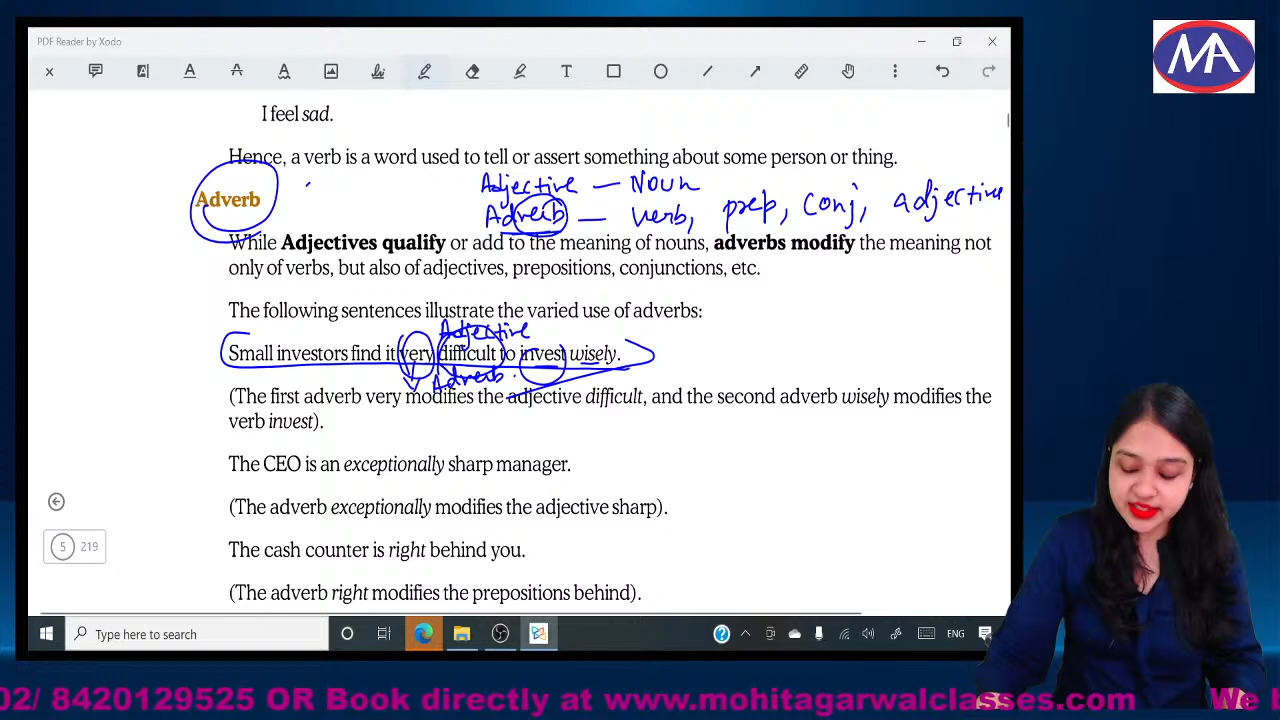 PDF Reader by Xodo
MA
I feel sad.
Hence, a verb is a word used to tell or assert something about some person or thing.
Adjective — Noun
Adverb
Adverb — verb, prep, conj, adjective
While Adjectives qualify or add to the meaning of nouns, adverbs modify the meaning not
only of verbs, but also of adjectives, prepositions, conjunctions, etc.
The following sentences illustrate the varied use of adverbs:
Adjective
Small investors find it very difficult to invest wisely.
Adverb
(The first adverb very modifies the adjective difficult, and the second adverb wisely modifies the
verb invest).
The CEO is an exceptionally sharp manager.
(The adverb exceptionally modifies the adjective sharp).
5 219
The cash counter is right behind you.
(The adverb right modifies the prepositions behind).
Type here to search
ENG
02/ 8420129525 OR Book directly at www.mohitagarwalclasses.com We